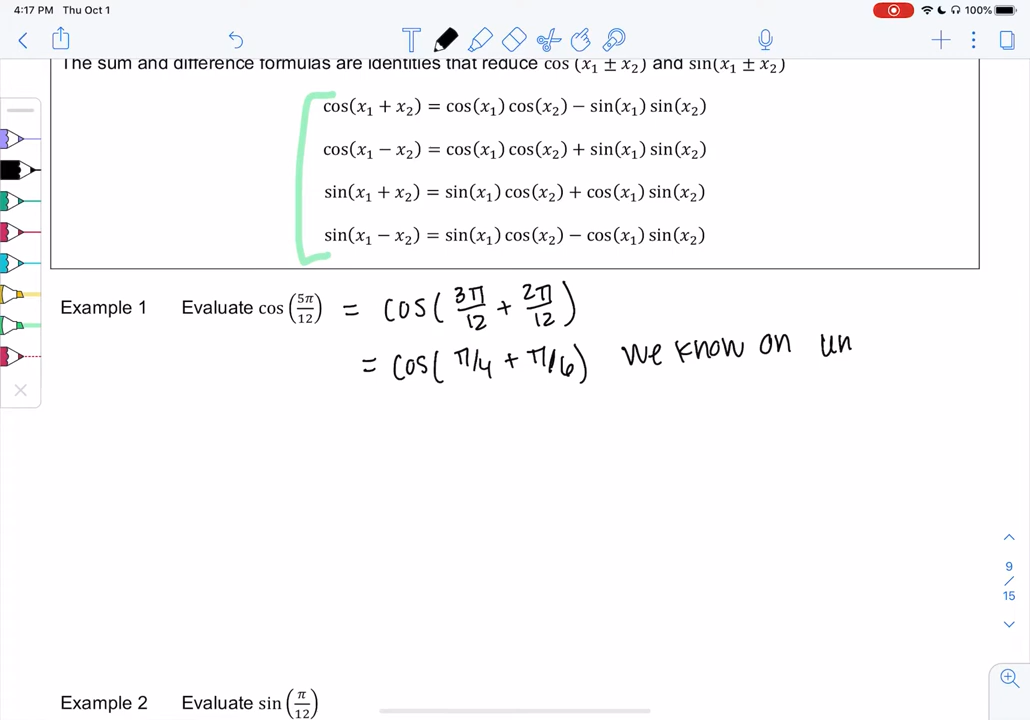 4:17 PM Thu Oct 1
100%
The sum and difference formulas are identities that reduce cos (x₁ ± x₂) and sin(x₁ ± x₂)
cos(x₁ + x₂) = cos(x₁) cos(x₂) − sin(x₁) sin(x₂)
cos(x₁ − x₂) = cos(x₁) cos(x₂) + sin(x₁) sin(x₂)
sin(x₁ + x₂) = sin(x₁) cos(x₂) + cos(x₁) sin(x₂)
sin(x₁ − x₂) = sin(x₁) cos(x₂) − cos(x₁) sin(x₂)
Example 1 Evaluate cos (5π/12) = cos(3π/12 + 2π/12)
= cos(π/4 + π/6) We know on un
9
/
15
Example 2 Evaluate sin (π/12)